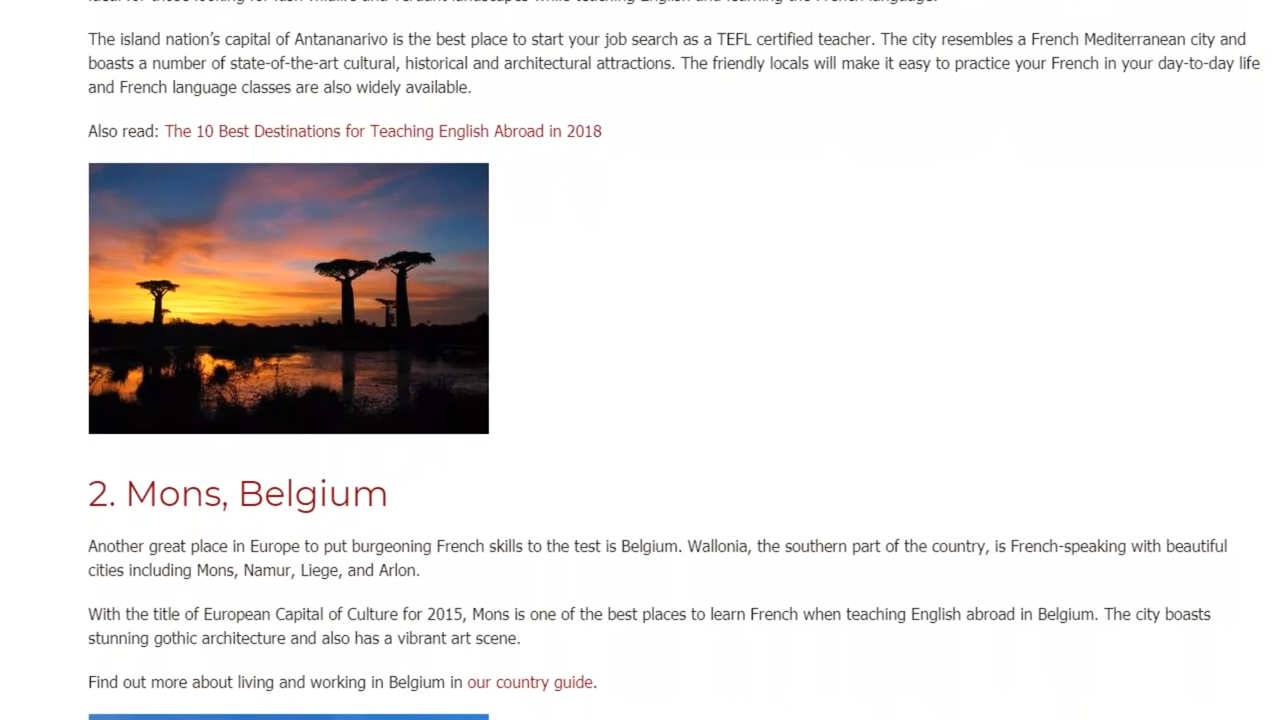 The island nation’s capital of Antananarivo is the best place to start your job search as a TEFL certified teacher. The city resembles a French Mediterranean city and
boasts a number of state-of-the-art cultural, historical and architectural attractions. The friendly locals will make it easy to practice your French in your day-to-day life
and French language classes are also widely available.
Also read: The 10 Best Destinations for Teaching English Abroad in 2018
2. Mons, Belgium
Another great place in Europe to put burgeoning French skills to the test is Belgium. Wallonia, the southern part of the country, is French-speaking with beautiful
cities including Mons, Namur, Liege, and Arlon.
With the title of European Capital of Culture for 2015, Mons is one of the best places to learn French when teaching English abroad in Belgium. The city boasts
stunning gothic architecture and also has a vibrant art scene.
Find out more about living and working in Belgium in our country guide.